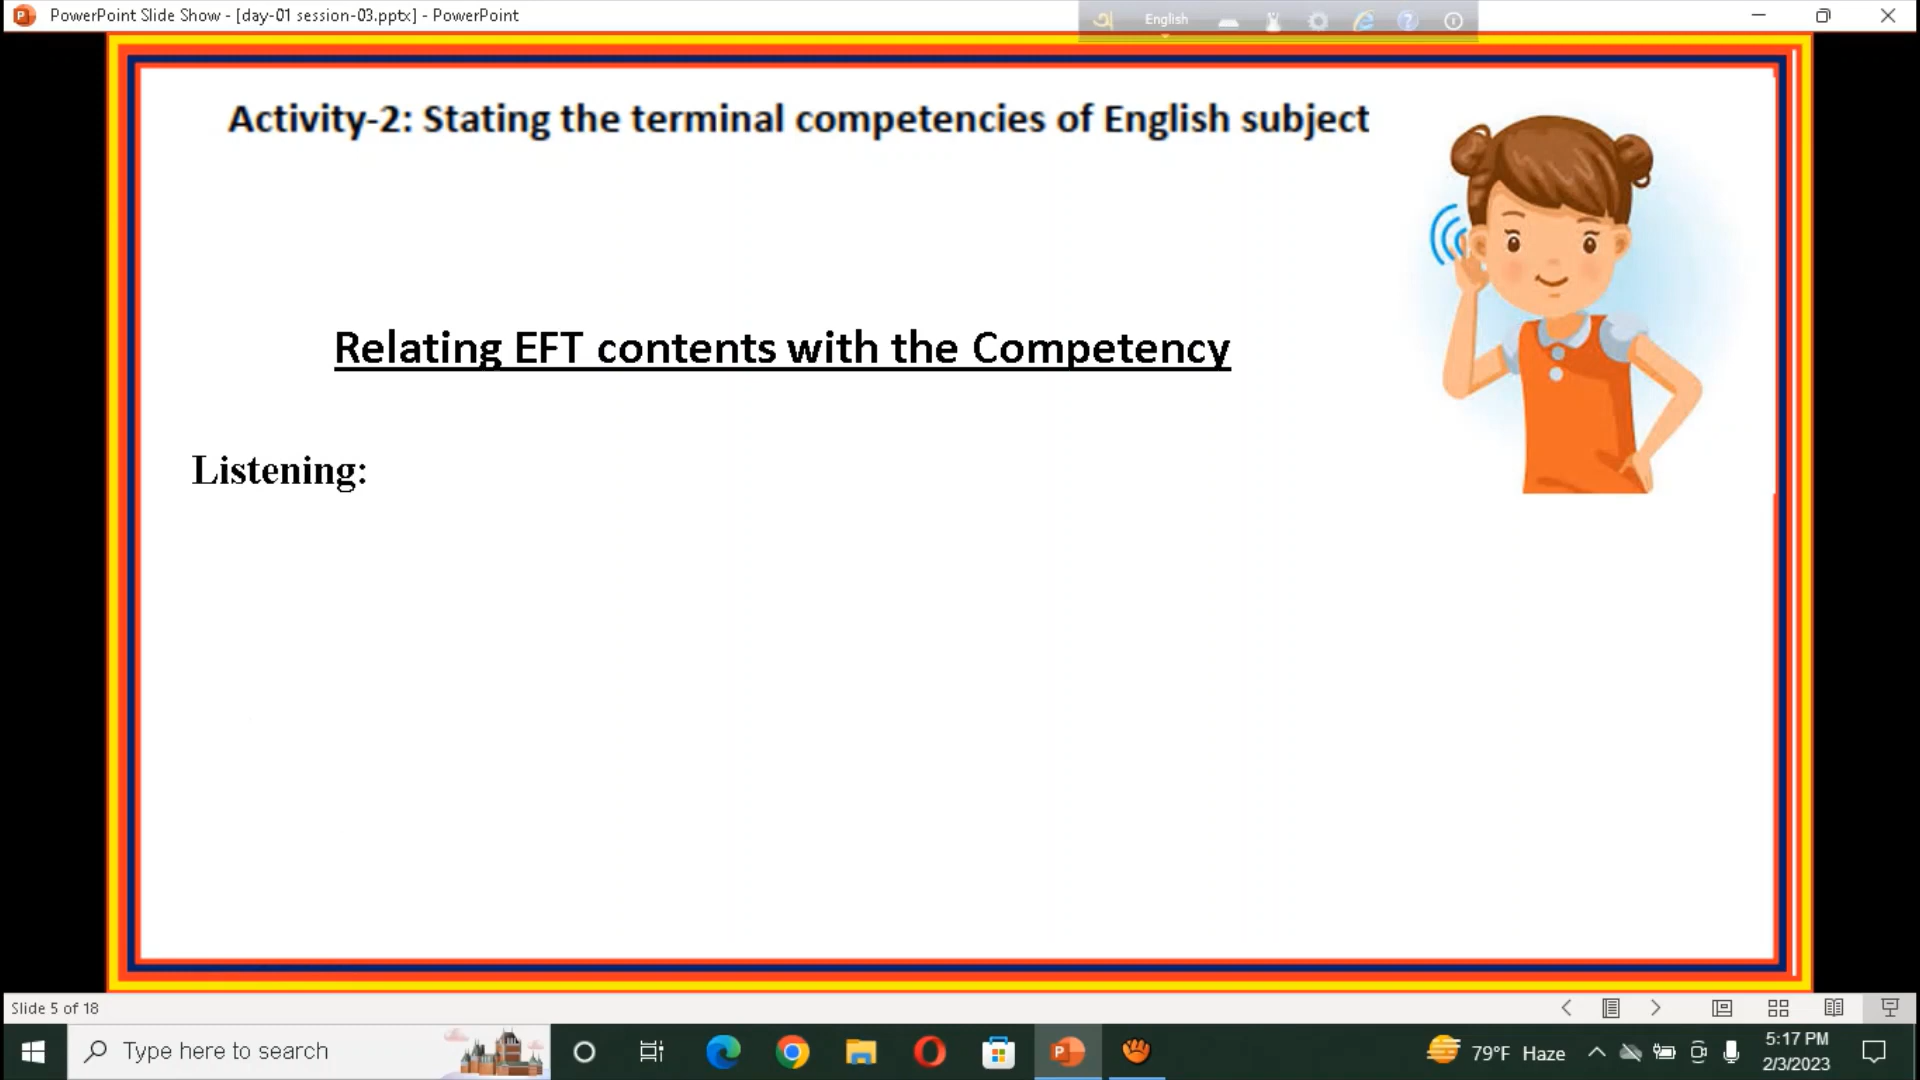 PowerPoint Slide Show - [day-01 session-03.pptx] - PowerPoint
অ English
Activity-2: Stating the terminal competencies of English subject
Relating EFT contents with the Competency
Listening:
Slide 5 of 18
Type here to search
79°F Haze
5:17 PM
2/3/2023